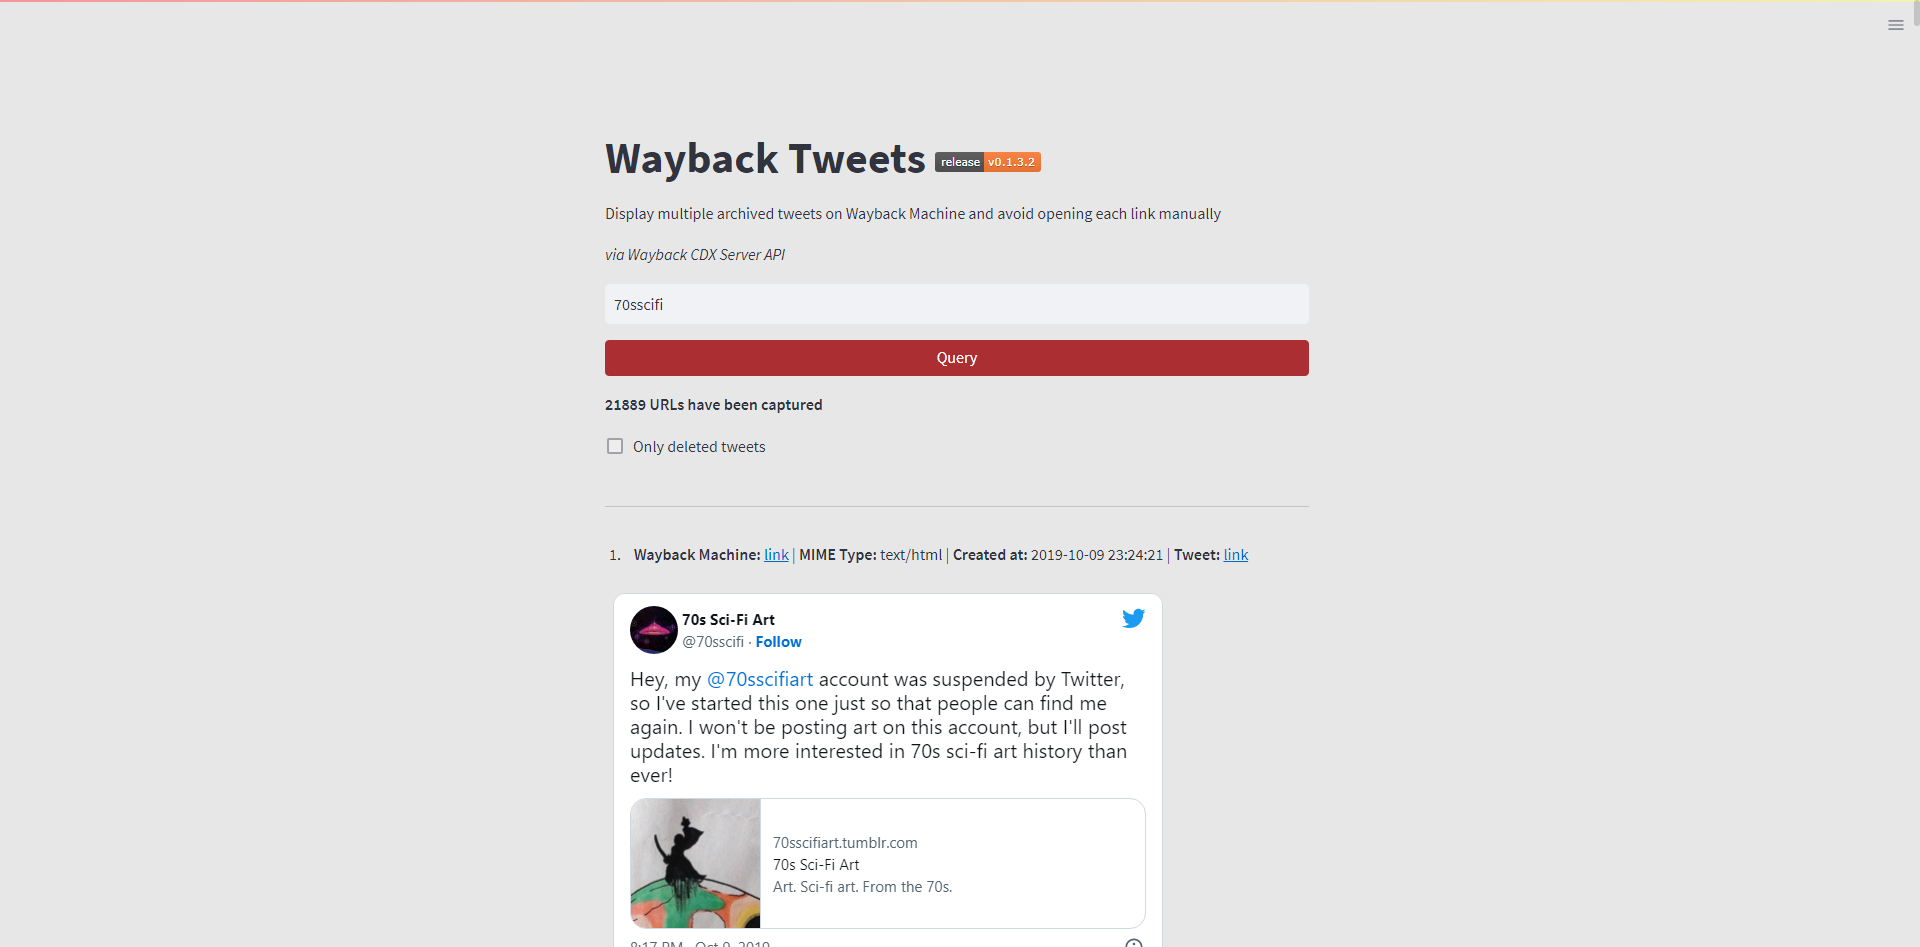 Wayback Tweets release v0.1.3.2
Display multiple archived tweets on Wayback Machine and avoid opening each link manually
via Wayback CDX Server API
70sscifi
Query
21889 URLs have been captured
Only deleted tweets
1. Wayback Machine: link | MIME Type: text/html | Created at: 2019-10-09 23:24:21 | Tweet: link
70s Sci-Fi Art
@70sscifi · Follow
Hey, my @70sscifiart account was suspended by Twitter,
so I've started this one just so that people can find me
again. I won't be posting art on this account, but I'll post
updates. I'm more interested in 70s sci-fi art history than
ever!
70sscifiart.tumblr.com
70s Sci-Fi Art
Art. Sci-fi art. From the 70s.
8:17 PM · Oct 9, 2019